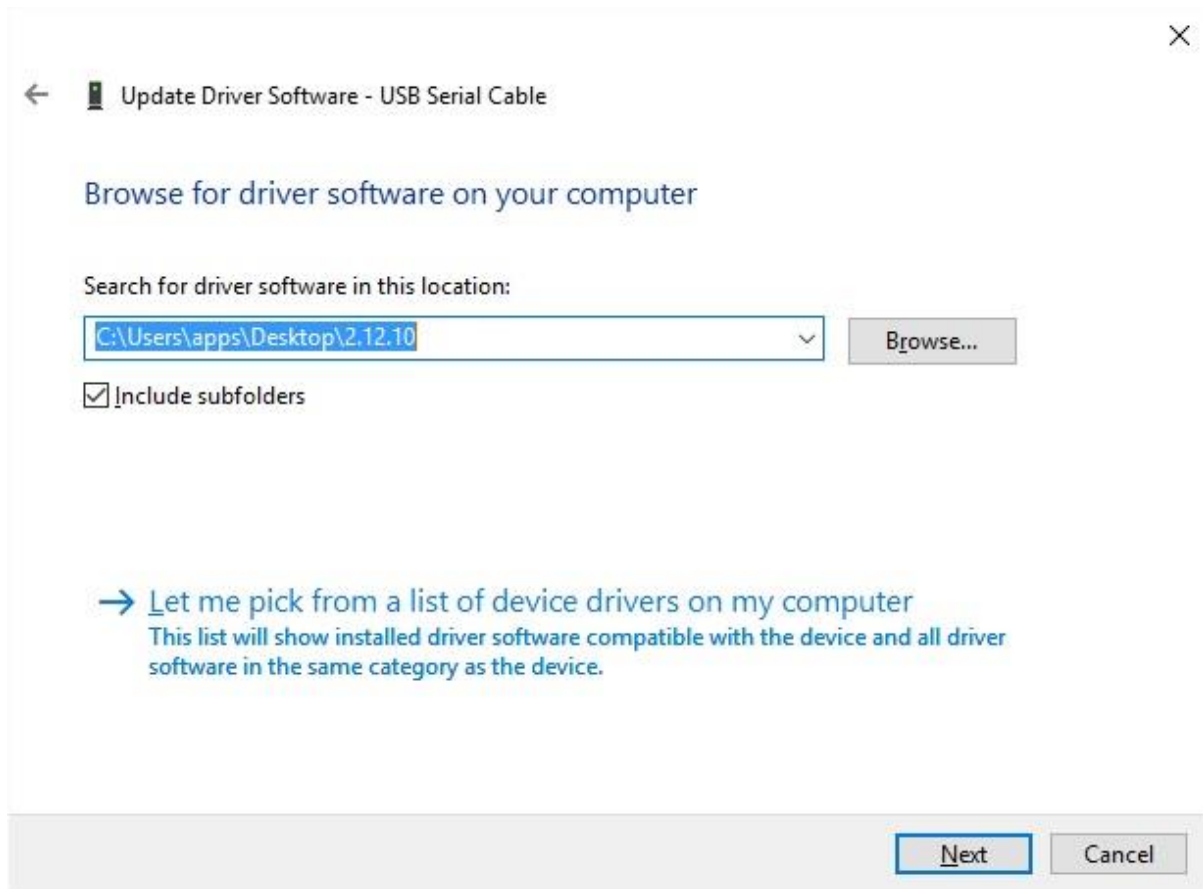 Update Driver Software - USB Serial Cable
Browse for driver software on your computer
Search for driver software in this location:
C:\Users\apps\Desktop\2.12.10
Browse...
Include subfolders
Let me pick from a list of device drivers on my computer
This list will show installed driver software compatible with the device and all driver
software in the same category as the device.
Next
Cancel